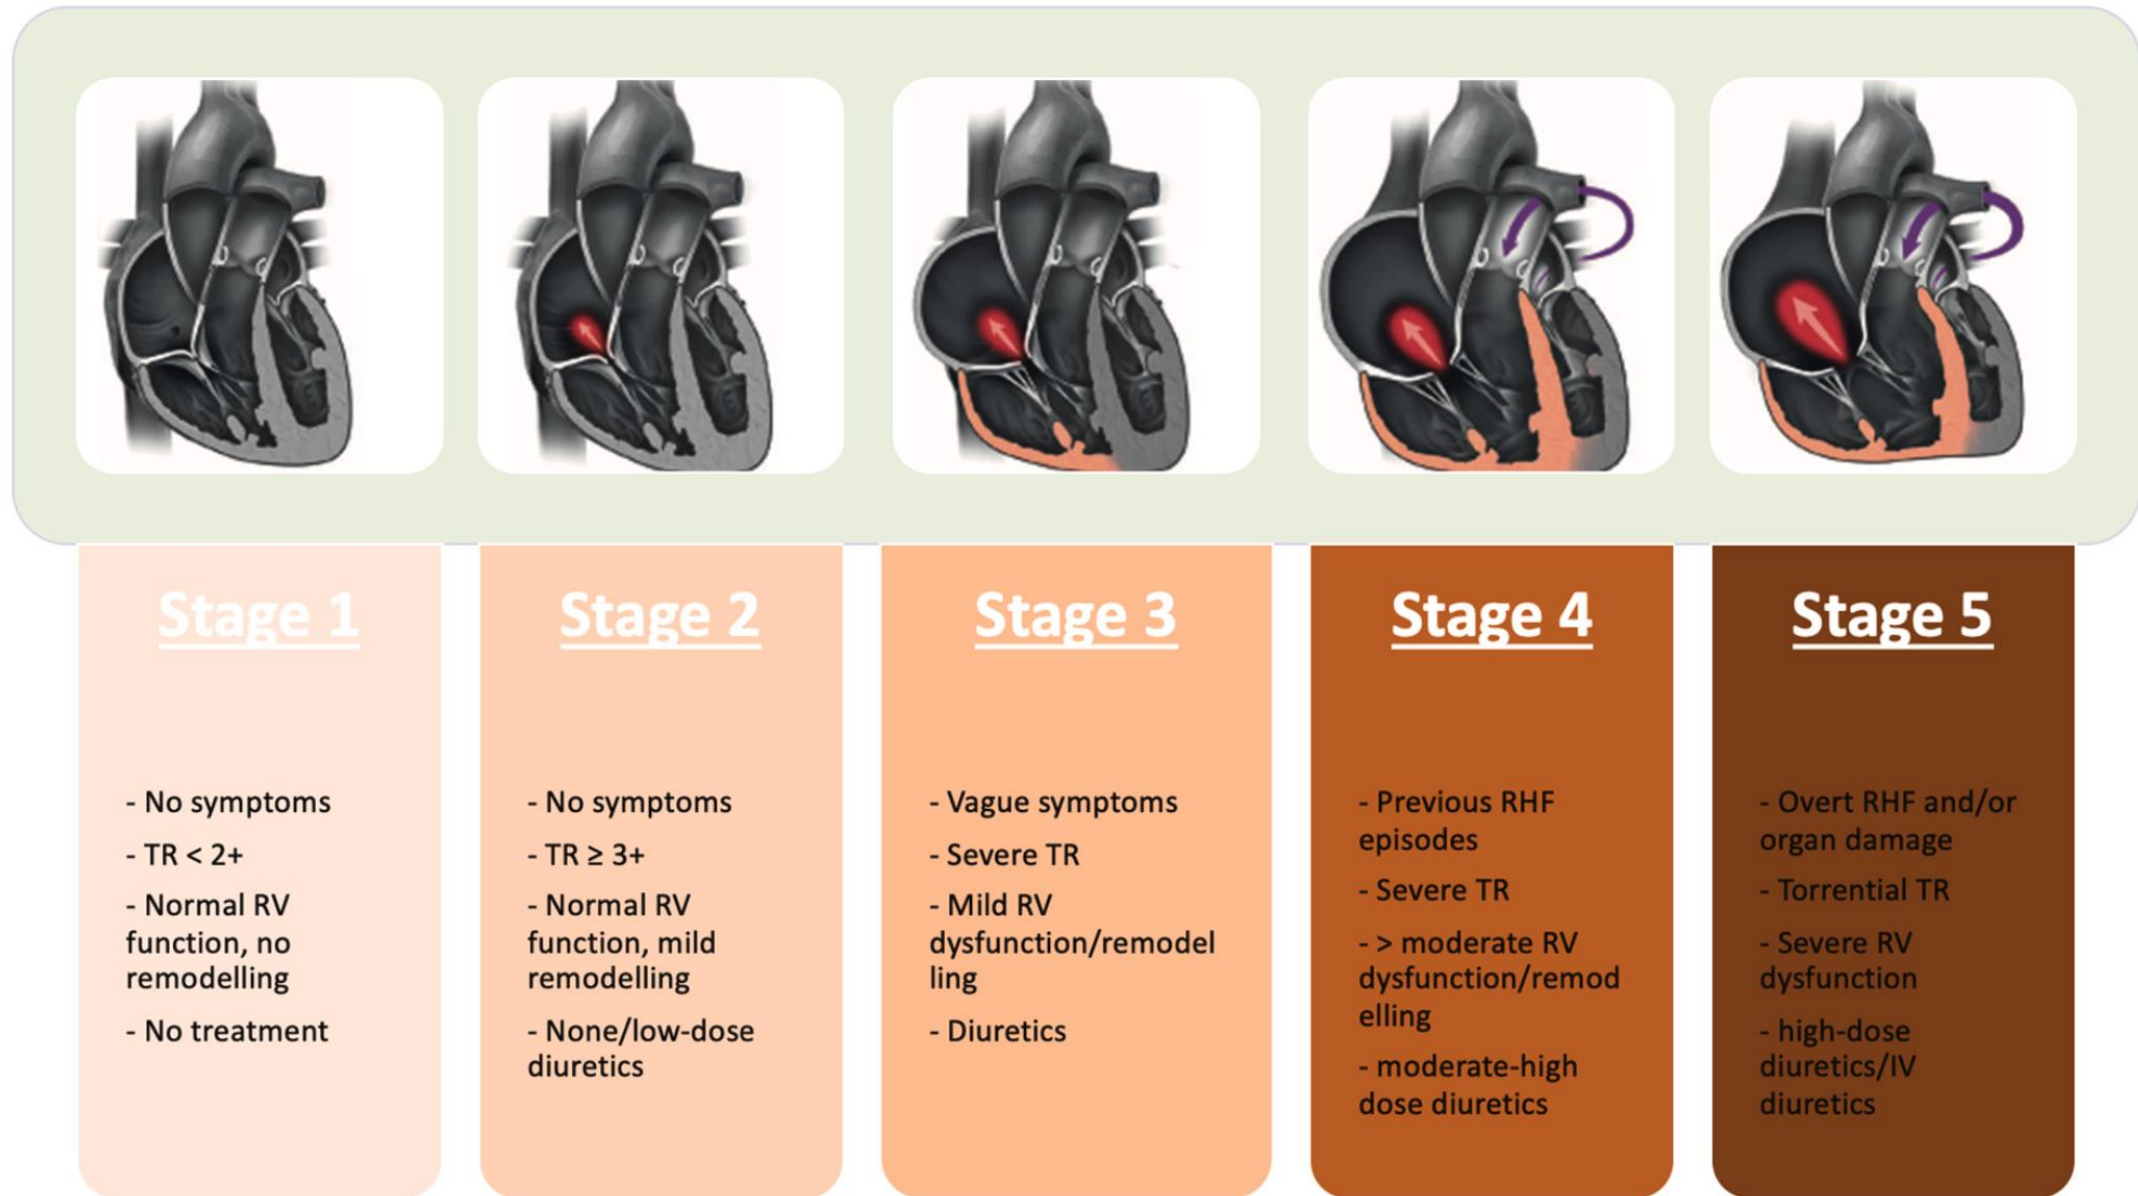 Stage 1
- No symptoms
- TR < 2+
- Normal RV
function, no
remodelling
- No treatment
Stage 2
- No symptoms
- TR ≥ 3+
- Normal RV
function, mild
remodelling
- None/low-dose
diuretics
Stage 3
- Vague symptoms
- Severe TR
- Mild RV
dysfunction/remodel
ling
- Diuretics
Stage 4
- Previous RHF
episodes
- Severe TR
- > moderate RV
dysfunction/remod
elling
- moderate-high
dose diuretics
Stage 5
- Overt RHF and/or
organ damage
- Torrential TR
- Severe RV
dysfunction
- high-dose
diuretics/IV
diuretics